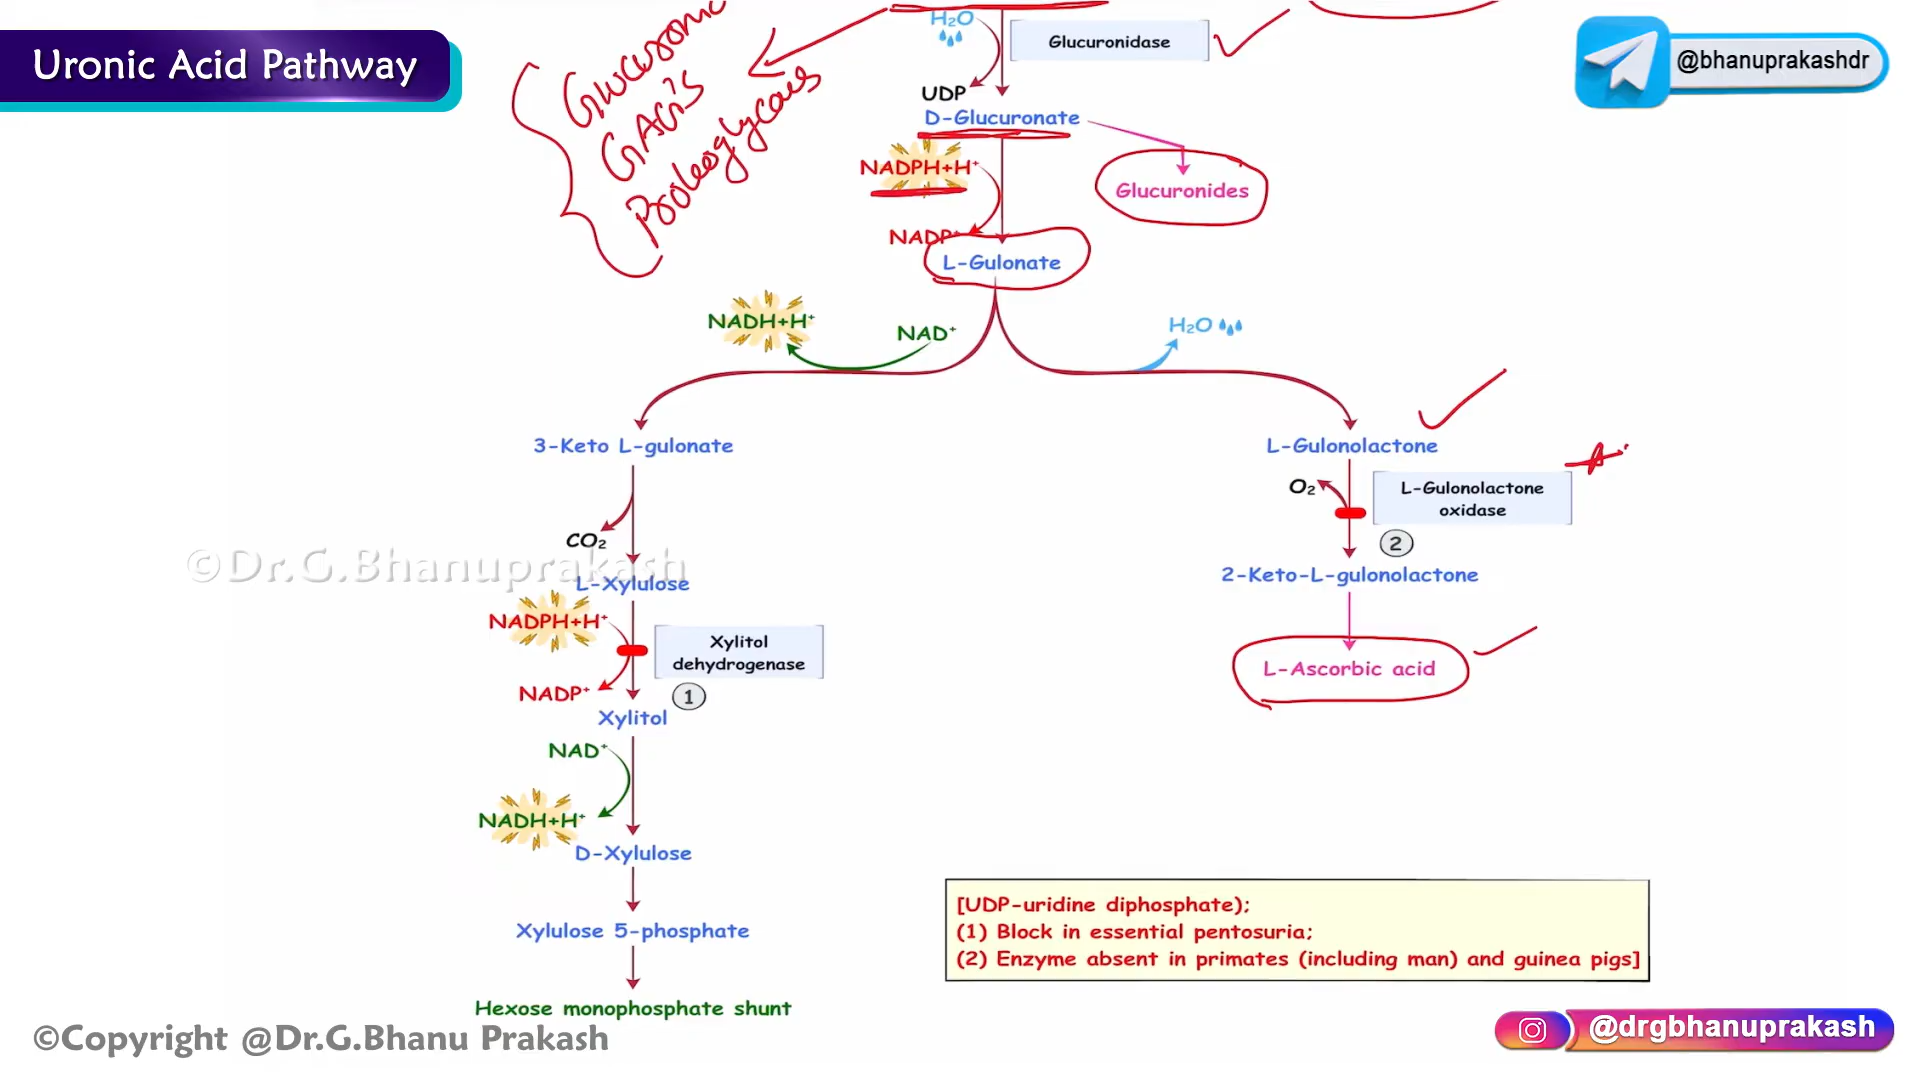 Uronic Acid Pathway
@bhanuprakashdr
H₂O
Glucuronidase
UDP
D-Glucuronate
GAG's
Proteoglycans
NADPH+H⁺
Glucuronides
NADP⁺
L-Gulonate
NADH+H⁺
NAD⁺
H₂O
3-Keto L-gulonate
L-Gulonolactone
O₂
L-Gulonolactone
oxidase
CO₂
2
©Dr.G.Bhanuprakash
L-Xylulose
2-Keto-L-gulonolactone
NADPH+H⁺
Xylitol
dehydrogenase
L-Ascorbic acid
NADP⁺
1
Xylitol
NAD⁺
NADH+H⁺
D-Xylulose
Xylulose 5-phosphate
[UDP-uridine diphosphate);
(1) Block in essential pentosuria;
(2) Enzyme absent in primates (including man) and guinea pigs]
Hexose monophosphate shunt
©Copyright @Dr.G.Bhanu Prakash
@drgbhanuprakash